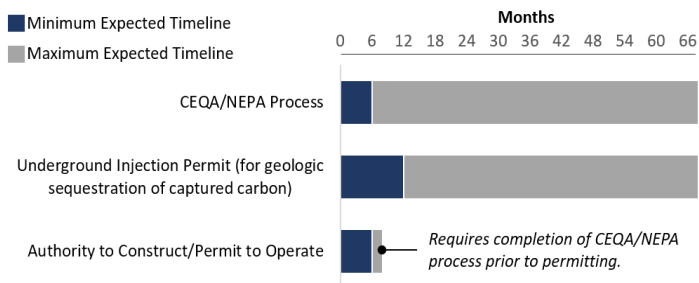 Months
Minimum Expected Timeline
Maximum Expected Timeline
0 6 12 18 24 30 36 42 48 54 60 66
CEQA/NEPA Process
Underground Injection Permit (for geologic
sequestration of captured carbon)
Authority to Construct/Permit to Operate
Requires completion of CEQA/NEPA
process prior to permitting.